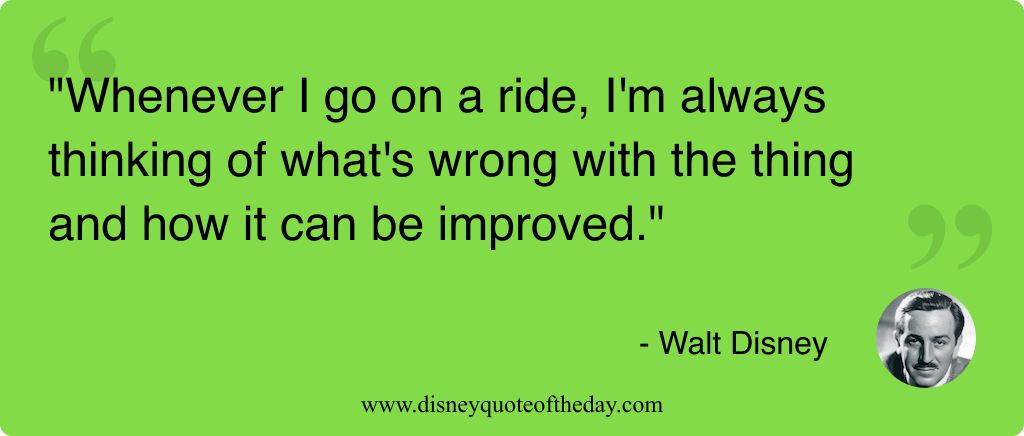 "Whenever I go on a ride, I'm always
thinking of what's wrong with the thing
and how it can be improved."
- Walt Disney
www.disneyquoteoftheday.com